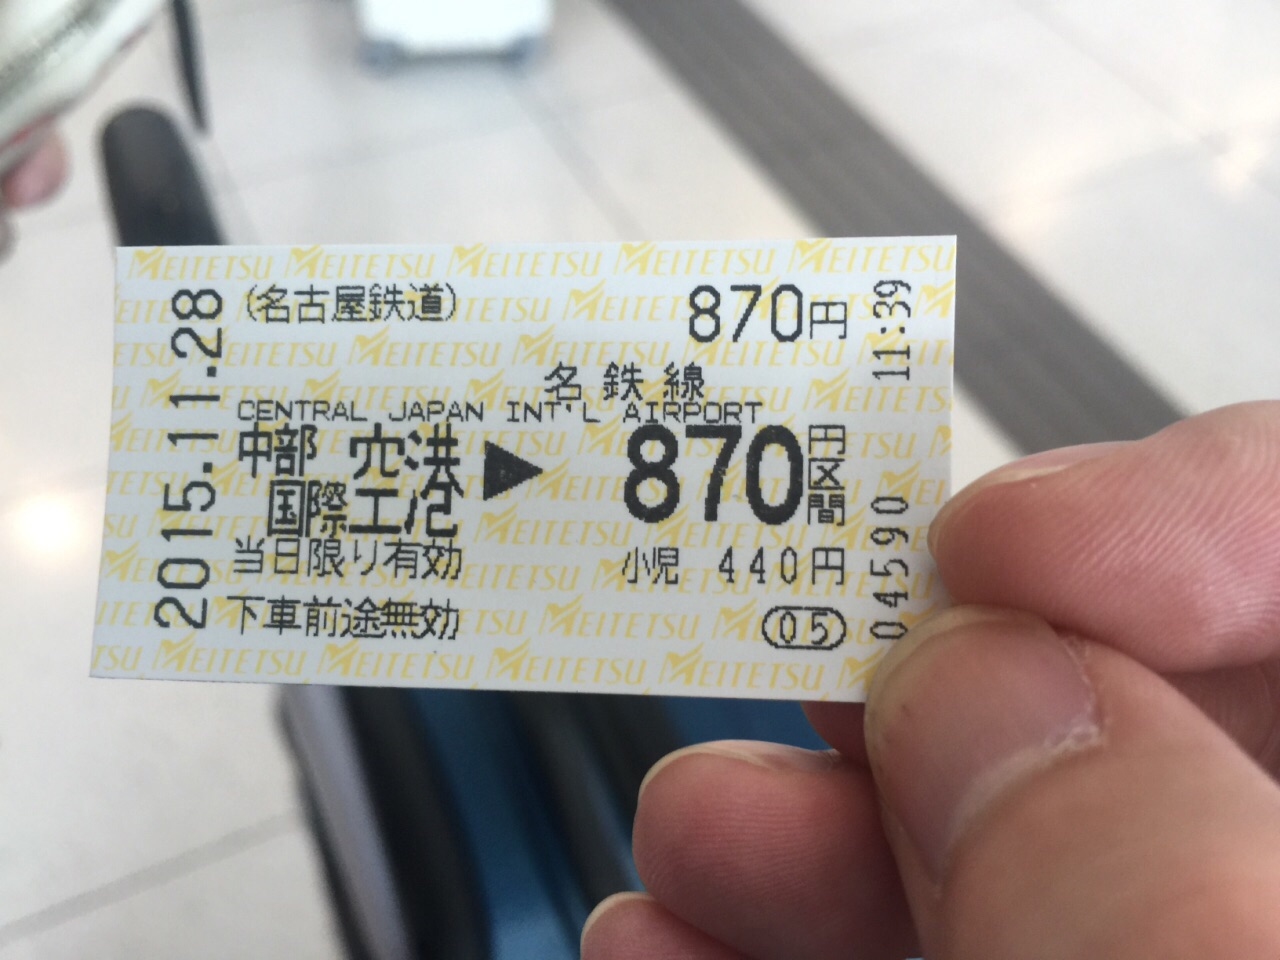 (名古屋鉄道)
870円
名鉄線
CENTRAL JAPAN INT'L AIRPORT
中部国際空港▶870円区間
当日限り有効
小児 440円
下車前途無効
05
2015.11.28
11:39
04590
MEITETSU